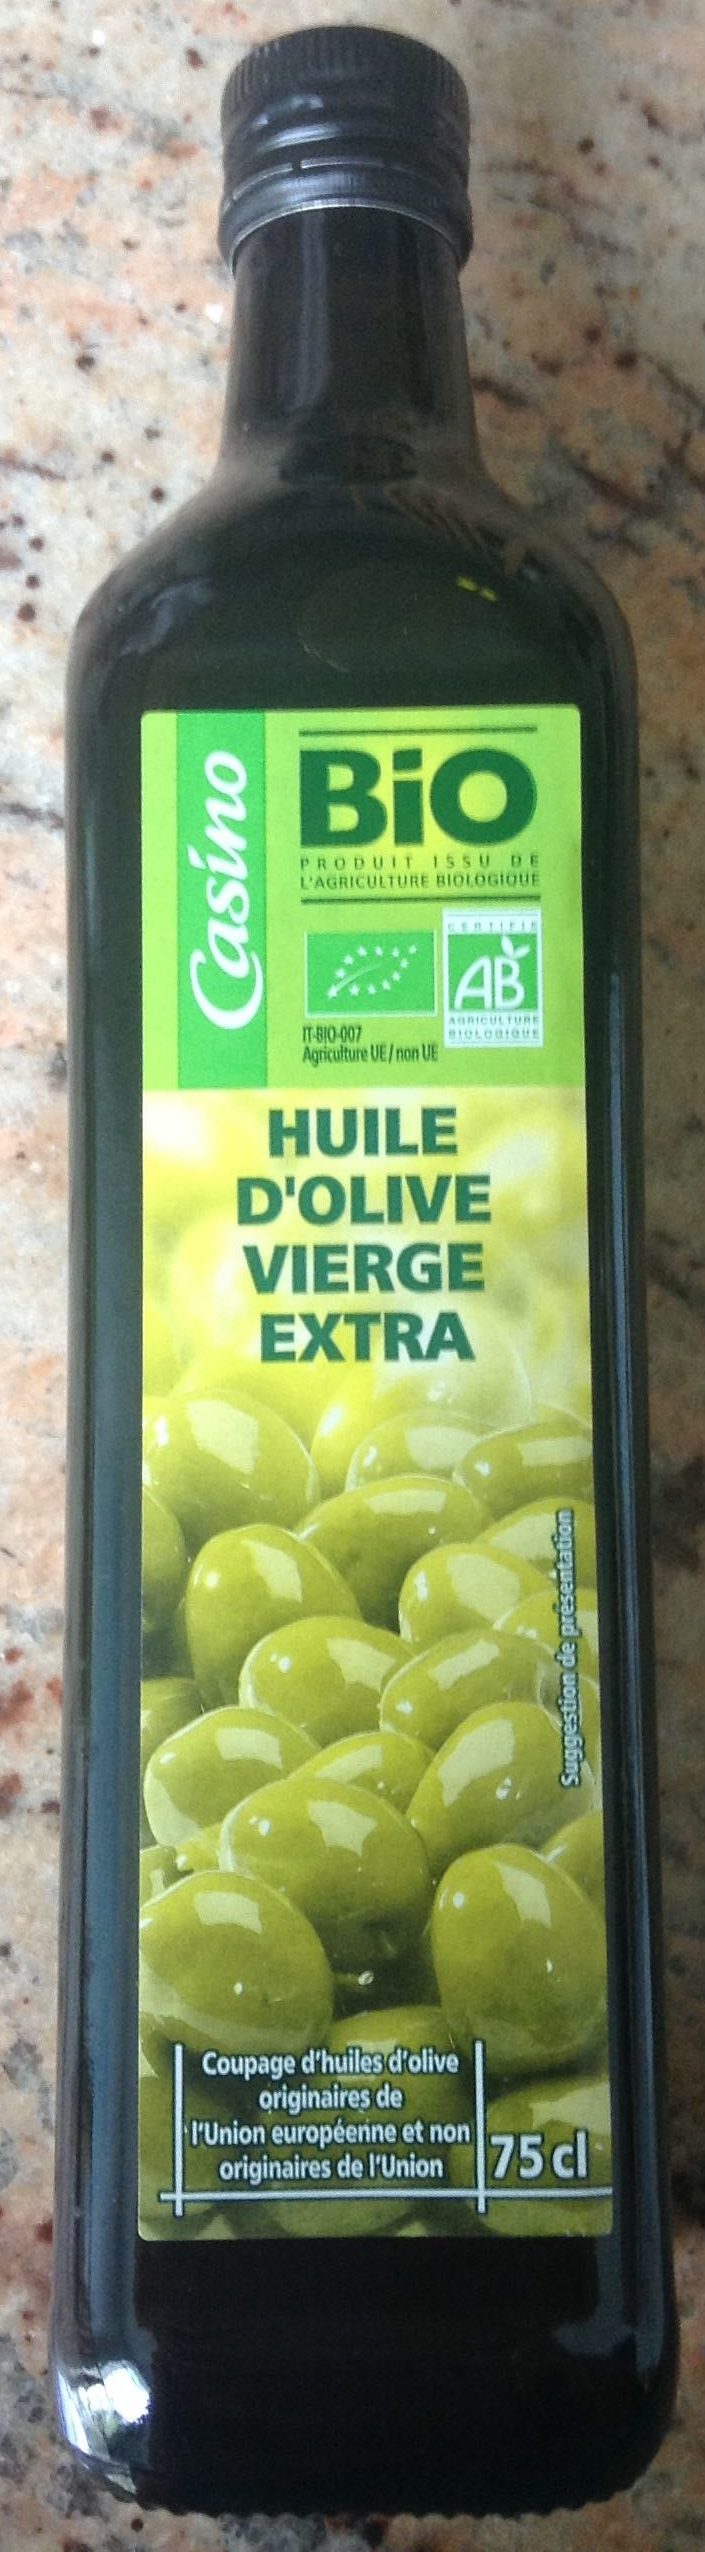 Casino
BiO
PRODUIT ISSU DE
L'AGRICULTURE BIOLOGIQUE
CERTIFIÉ
AB
AGRICULTURE
BIOLOGIQUE
IT-BIO-007
Agriculture UE / non UE
HUILE
D'OLIVE
VIERGE
EXTRA
Suggestion de présentation
Coupage d'huiles d'olive
originaires de
l'Union européenne et non
originaires de l'Union
75 cl